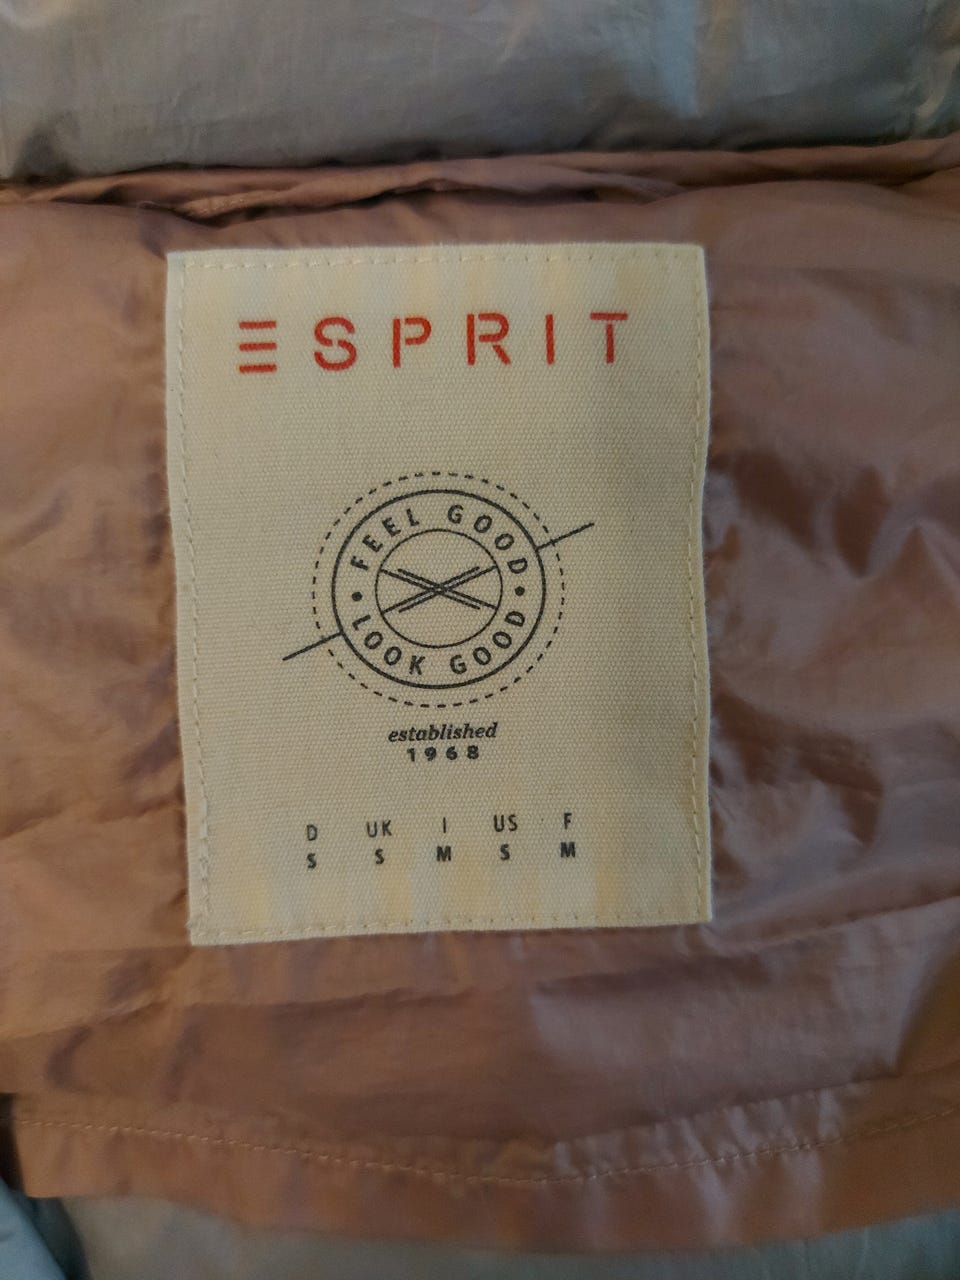 ESPRIT
FEEL GOOD
• LOOK GOOD •
established
1968
D UK I US F
S S M S M